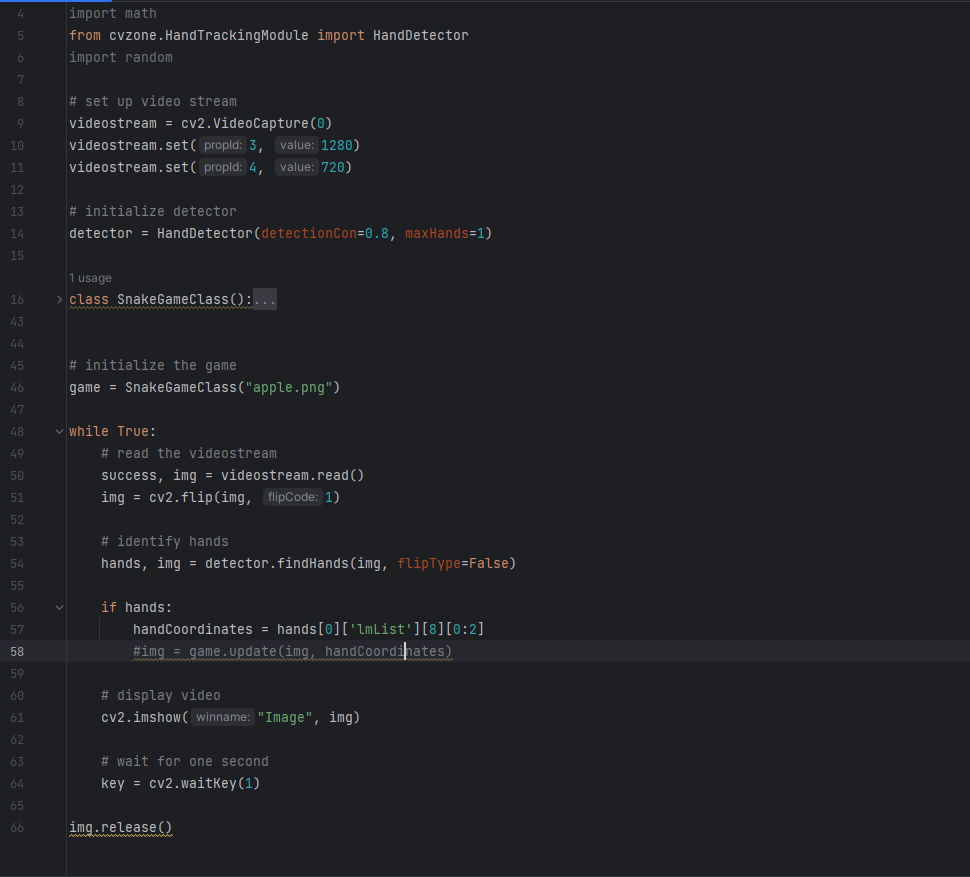 4 import math
5 from cvzone.HandTrackingModule import HandDetector
6 import random
7
8 # set up video stream
9 videostream = cv2.VideoCapture(0)
10 videostream.set( propId: 3, value: 1280)
11 videostream.set( propId: 4, value: 720)
12
13 # initialize detector
14 detector = HandDetector(detectionCon=0.8, maxHands=1)
15
1 usage
16 class SnakeGameClass():...
43
44
45 # initialize the game
46 game = SnakeGameClass("apple.png")
47
48 while True:
49     # read the videostream
50     success, img = videostream.read()
51     img = cv2.flip(img, flipCode: 1)
52
53     # identify hands
54     hands, img = detector.findHands(img, flipType=False)
55
56     if hands:
57         handCoordinates = hands[0]['lmList'][8][0:2]
58         #img = game.update(img, handCoordinates)
59
60     # display video
61     cv2.imshow( winname: "Image", img)
62
63     # wait for one second
64     key = cv2.waitKey(1)
65
66 img.release()